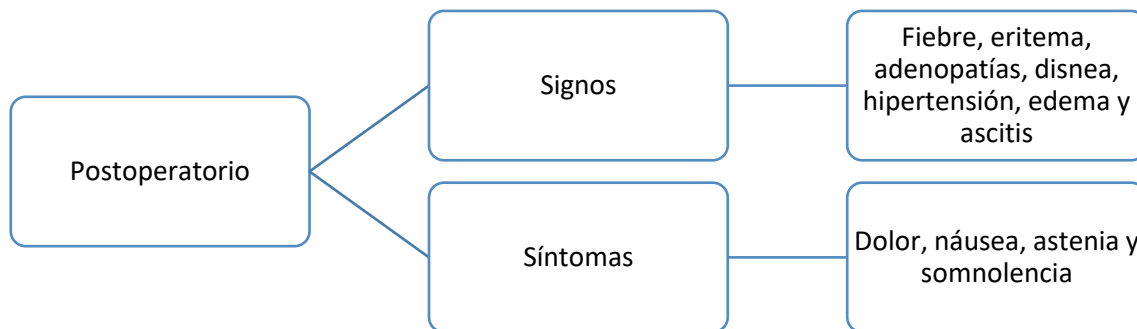 Postoperatorio
Signos
Fiebre, eritema,
adenopatías, disnea,
hipertensión, edema y
ascitis
Síntomas
Dolor, náusea, astenia y
somnolencia